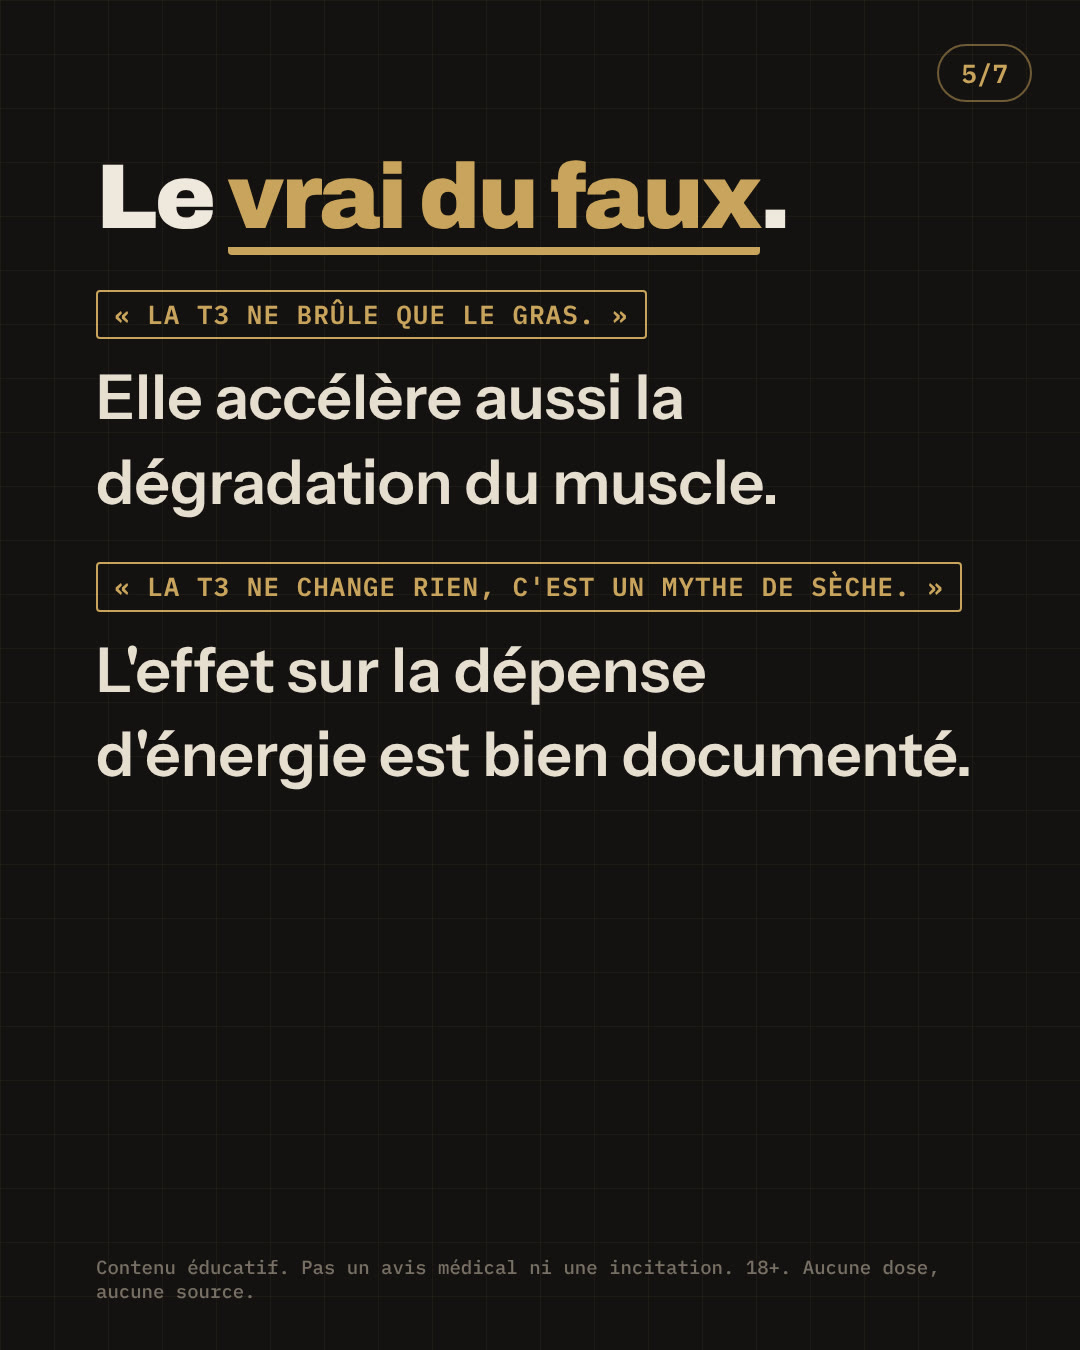 5/7
Le vrai du faux.
« LA T3 NE BRÛLE QUE LE GRAS. »
Elle accélère aussi la
dégradation du muscle.
« LA T3 NE CHANGE RIEN, C'EST UN MYTHE DE SÈCHE. »
L'effet sur la dépense
d'énergie est bien documenté.
Contenu éducatif. Pas un avis médical ni une incitation. 18+. Aucune dose,
aucune source.